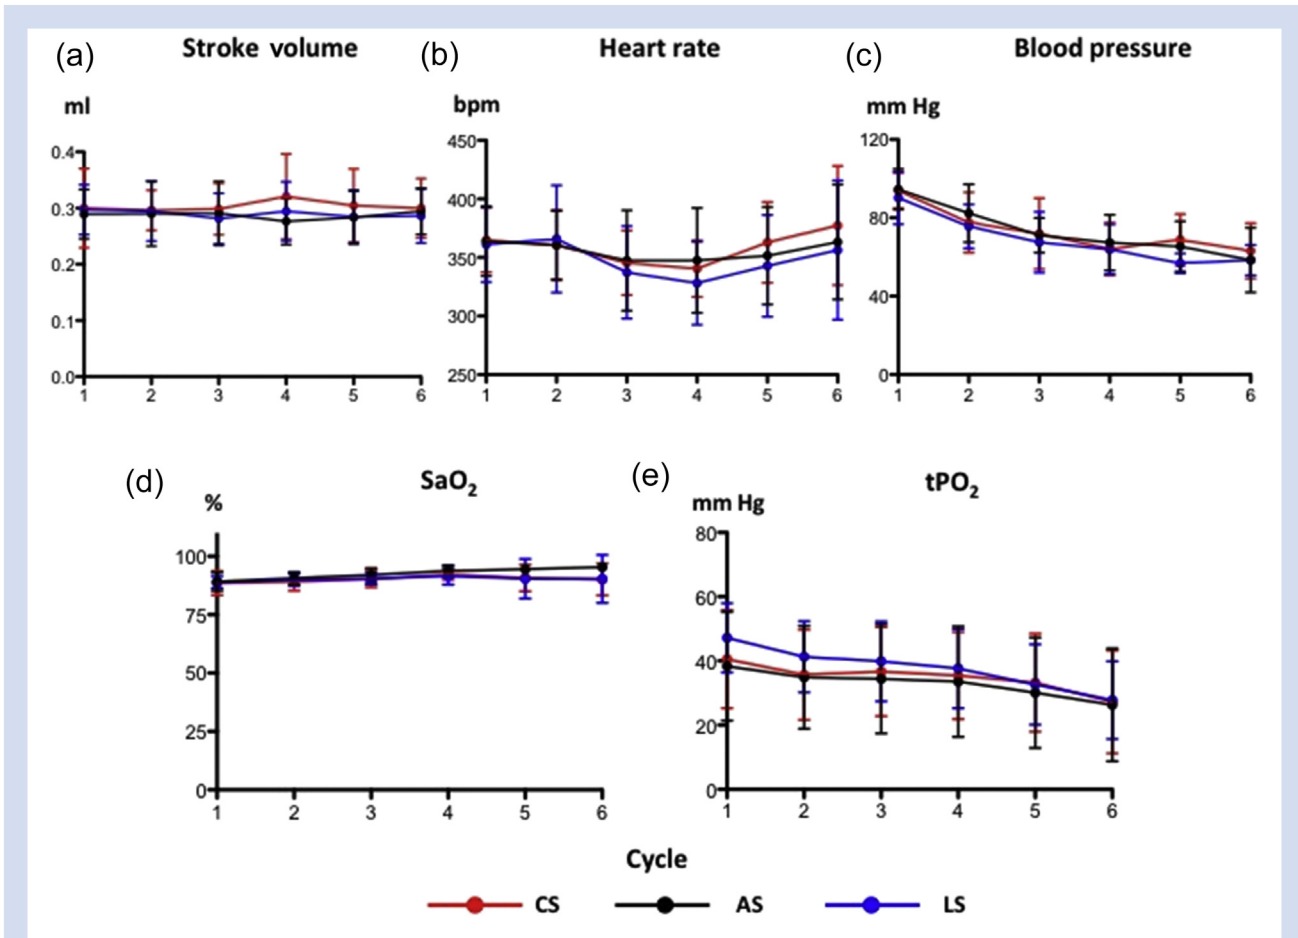 (a) Stroke volume (b) Heart rate (c) Blood pressure
ml bpm mm Hg
0.4
0.3
0.2
0.1
0.0
1 2 3 4 5 6
450
400
350
300
250
1 2 3 4 5 6
120
80
40
0
1 2 3 4 5 6
(d) SaO2 (e) tPO2
% mm Hg
100
75
50
25
0
1 2 3 4 5 6
80
60
40
20
0
1 2 3 4 5 6
Cycle
CS AS LS